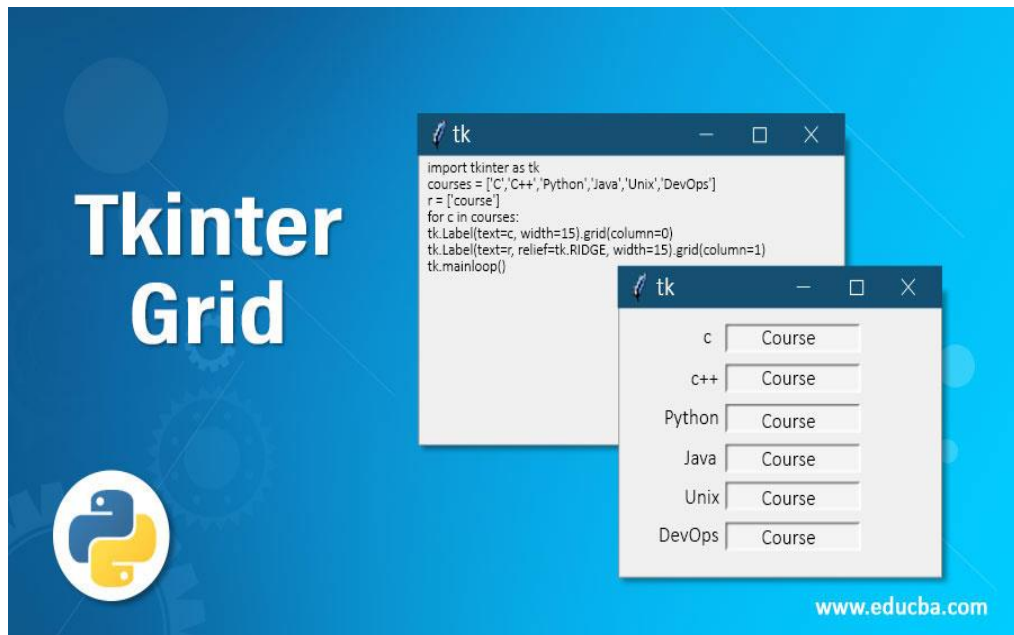 Tkinter
Grid
tk
import tkinter as tk
courses = ['C','C++','Python','Java','Unix','DevOps']
r = ['course']
for c in courses:
tk.Label(text=c, width=15).grid(column=0)
tk.Label(text=r, relief=tk.RIDGE, width=15).grid(column=1)
tk.mainloop()
tk
c Course
c++ Course
Python Course
Java Course
Unix Course
DevOps Course
www.educba.com